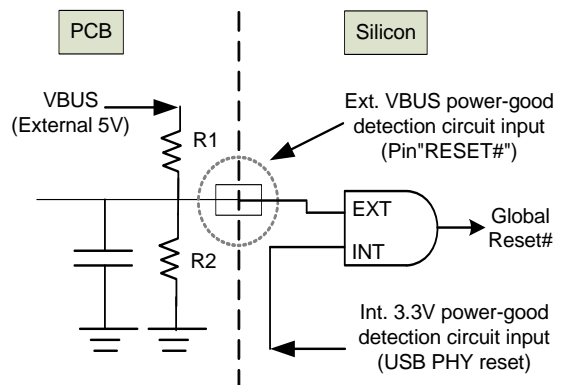 PCB
Silicon
VBUS
(External 5V)
R1
Ext. VBUS power-good
detection circuit input
(Pin"RESET#")
EXT
INT
Global
Reset#
R2
Int. 3.3V power-good
detection circuit input
(USB PHY reset)